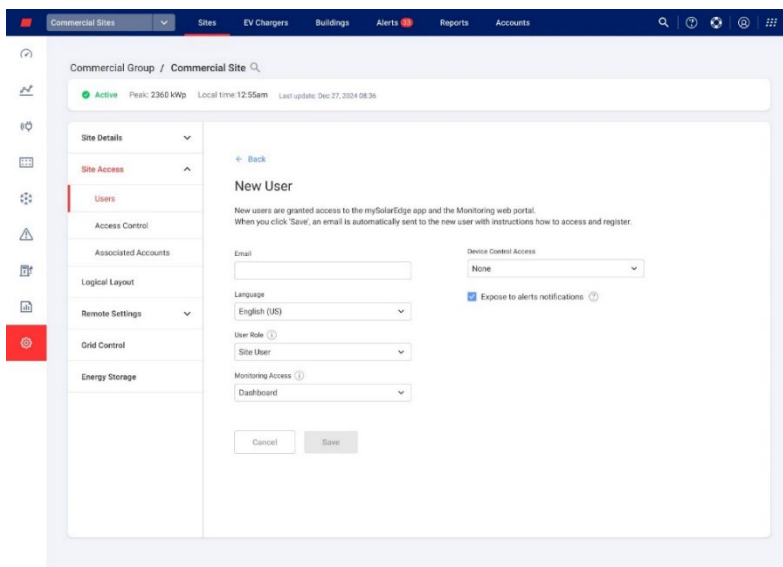 Commercial Sites
Sites
EV Chargers
Buildings
Alerts 33
Reports
Accounts
Commercial Group / Commercial Site
Active Peak: 2360 kWp Local time:12:55am Last update: Dec 27, 2024 08:36
Site Details
Site Access
Users
Access Control
Associated Accounts
Logical Layout
Remote Settings
Grid Control
Energy Storage
← Back
New User
New users are granted access to the mySolarEdge app and the Monitoring web portal.
When you click 'Save', an email is automatically sent to the new user with instructions how to access and register.
Email
Language
English (US)
User Role
Site User
Monitoring Access
Dashboard
Device Control Access
None
Expose to alerts notifications
Cancel
Save